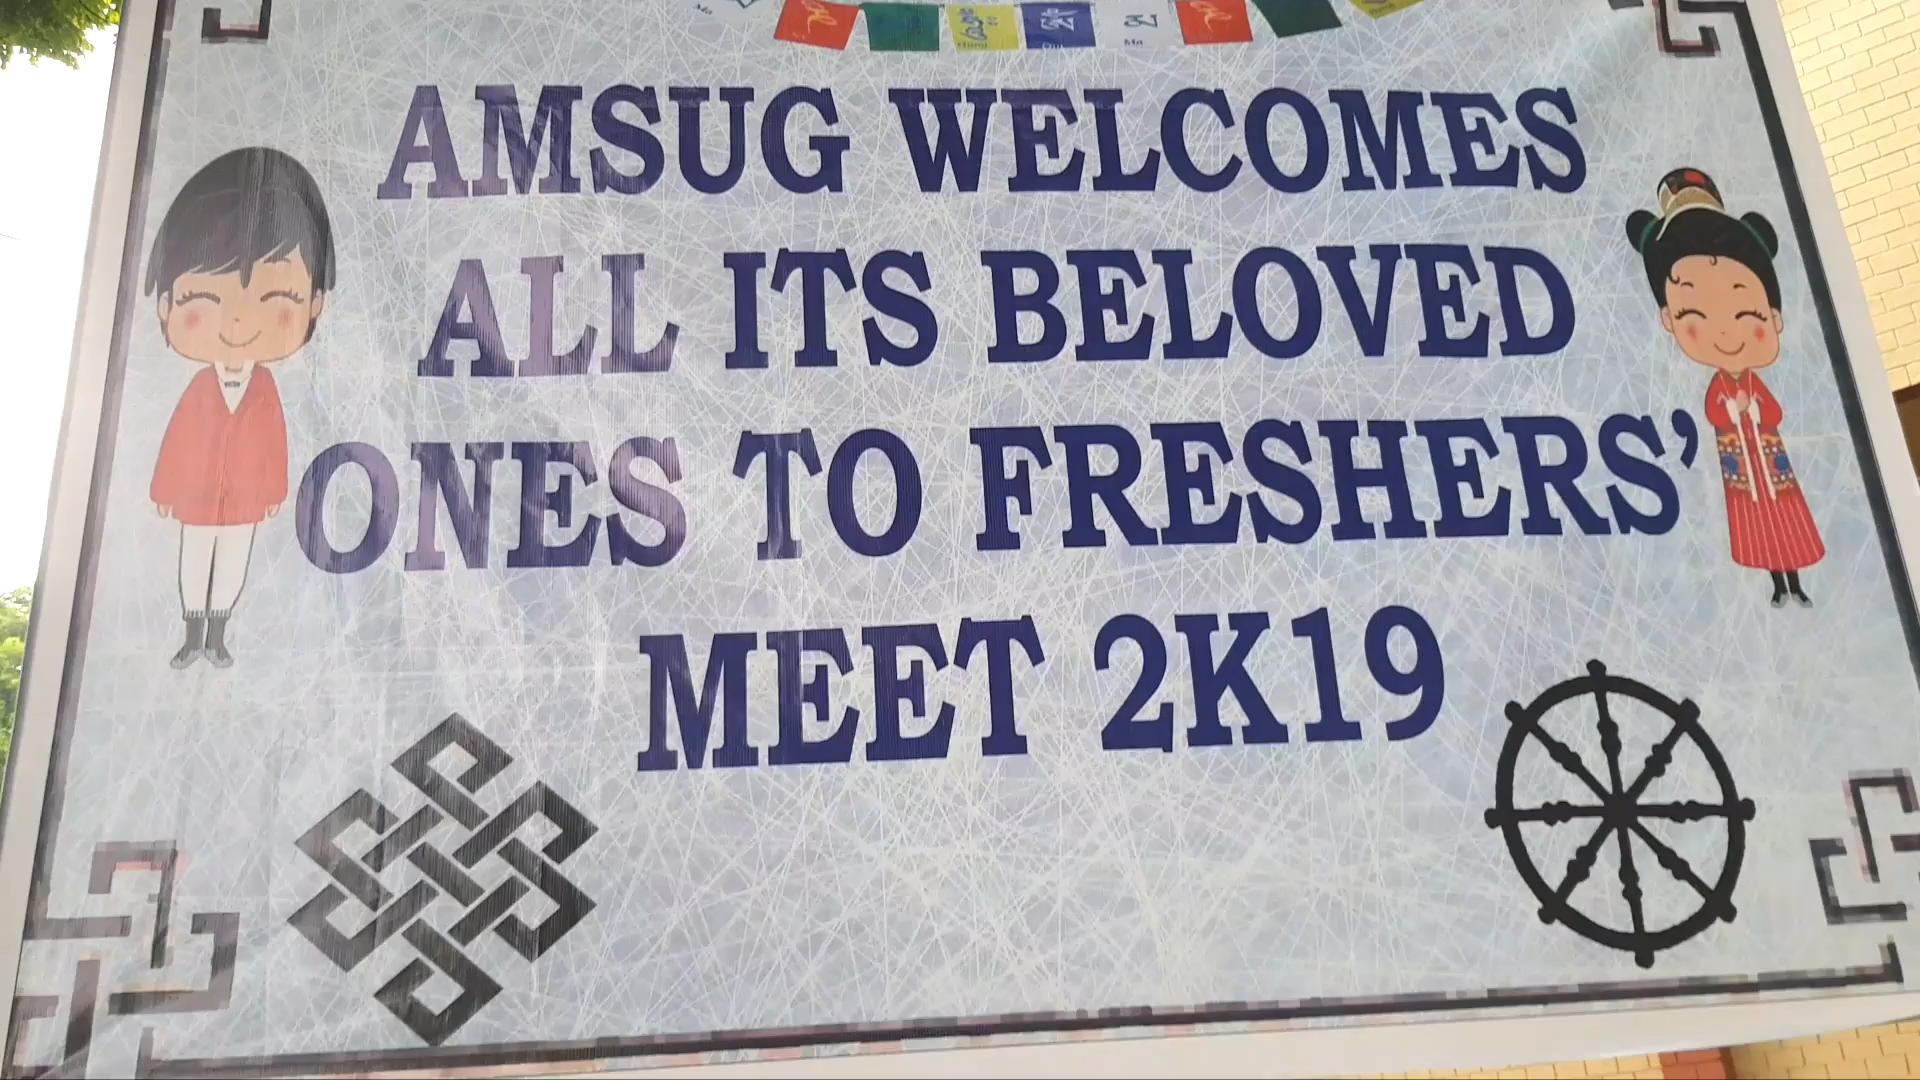 AMSUG WELCOMES
ALL ITS BELOVED
ONES TO FRESHERS'
MEET 2K19